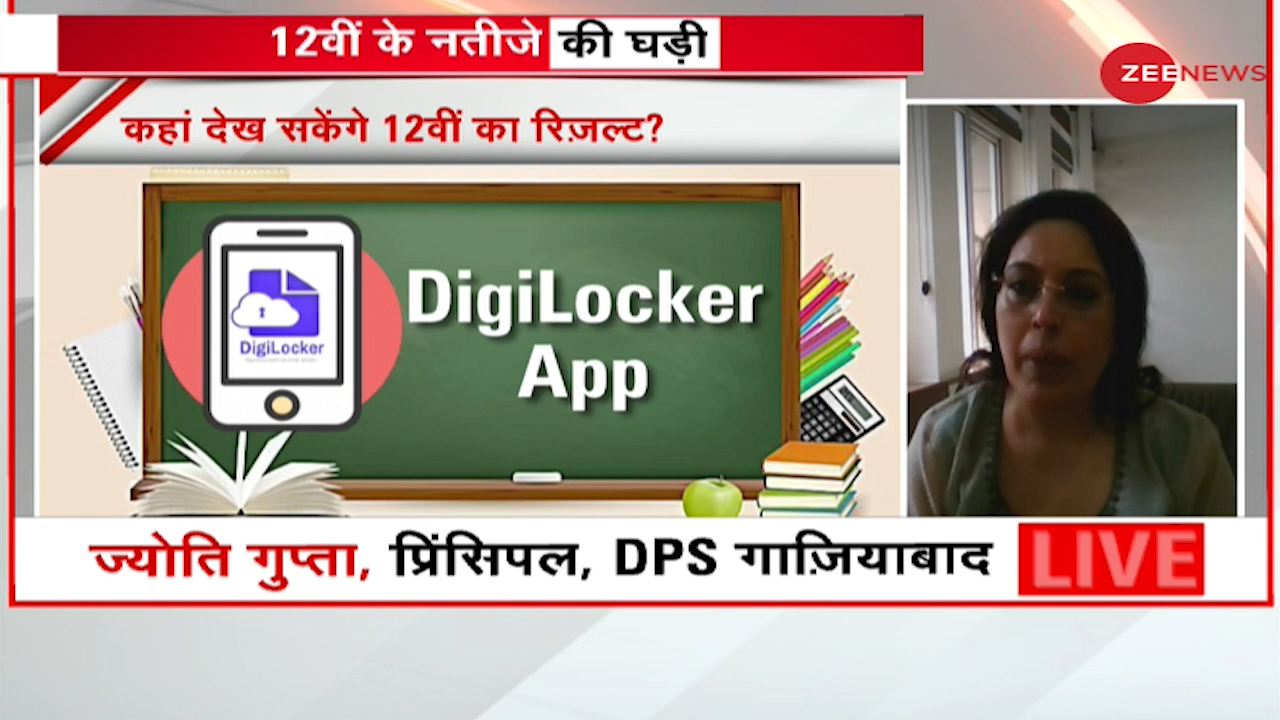 12वीं के नतीजे की घड़ी
ZEENEWS
कहां देख सकेंगे 12वीं का रिज़ल्ट?
DigiLocker
DigiLocker
App
ज्योति गुप्ता, प्रिंसिपल, DPS गाज़ियाबाद
LIVE